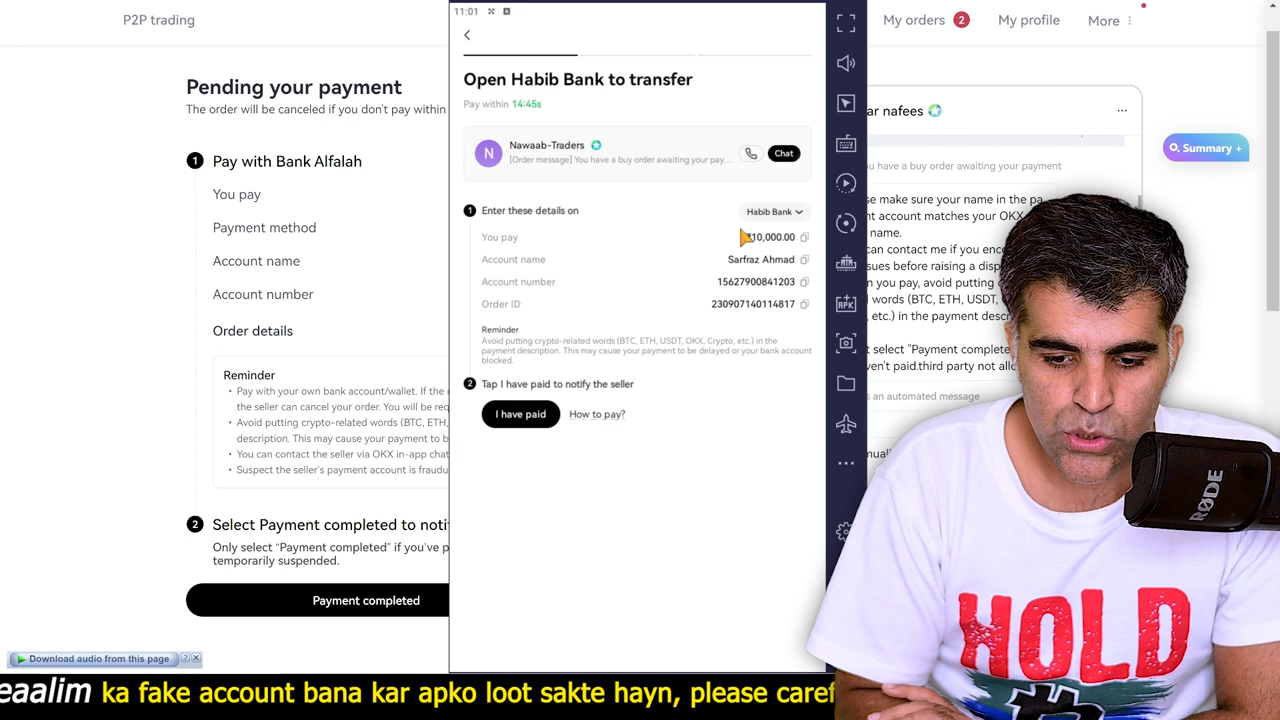 P2P trading
My orders 2
My profile
More
Pending your payment
The order will be canceled if you don't pay within
1 Pay with Bank Alfalah
You pay
Payment method
Account name
Account number
Order details
Reminder
• Pay with your own bank account/wallet. If the
the seller can cancel your order. You will be req
• Avoid putting crypto-related words (BTC, ETH,
description. This may cause your payment to b
• You can contact the seller via OKX in-app chat
• Suspect the seller's payment account is fraudu
2 Select Payment completed to noti
Only select "Payment completed" if you've p
temporarily suspended.
Payment completed
Download audio from this page
11:01
Open Habib Bank to transfer
Pay within 14:45s
N
Nawaab-Traders
[Order message] You have a buy order awaiting your pay...
Chat
1 Enter these details on
Habib Bank
You pay
10,000.00
Account name
Sarfraz Ahmad
Account number
15627900841203
Order ID
230907140114817
Reminder
Avoid putting crypto-related words (BTC, ETH, USDT, OKX, Crypto, etc.) in the
payment description. This may cause your payment to be delayed or your bank account
blocked.
2 Tap I have paid to notify the seller
I have paid
How to pay?
APK
ar nafees
ou have a buy order awaiting your payment
se make sure your name in the pa
nt account matches your OKX
name.
can contact me if you enc
sues before raising a disp
n you pay, avoid putting
words (BTC, ETH, USDT,
etc.) in the payment descr
t select "Payment complete
ven't paid.third party not allo
s an automated message
Summary +
RØDE
HOLD
eaalim ka fake account bana kar apko loot sakte hayn, please caref